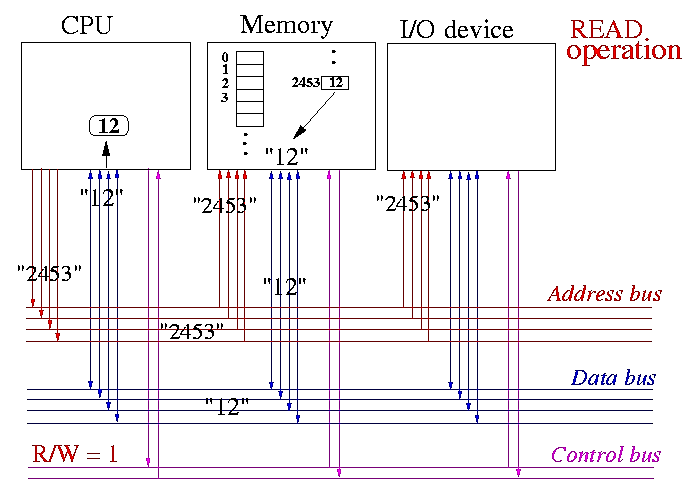 CPU
Memory
I/O device
READ
operation
0
1
2
3
2453 12
12
"12"
"12"
"2453"
"2453"
"2453"
"12"
Address bus
"2453"
Data bus
"12"
R/W = 1
Control bus